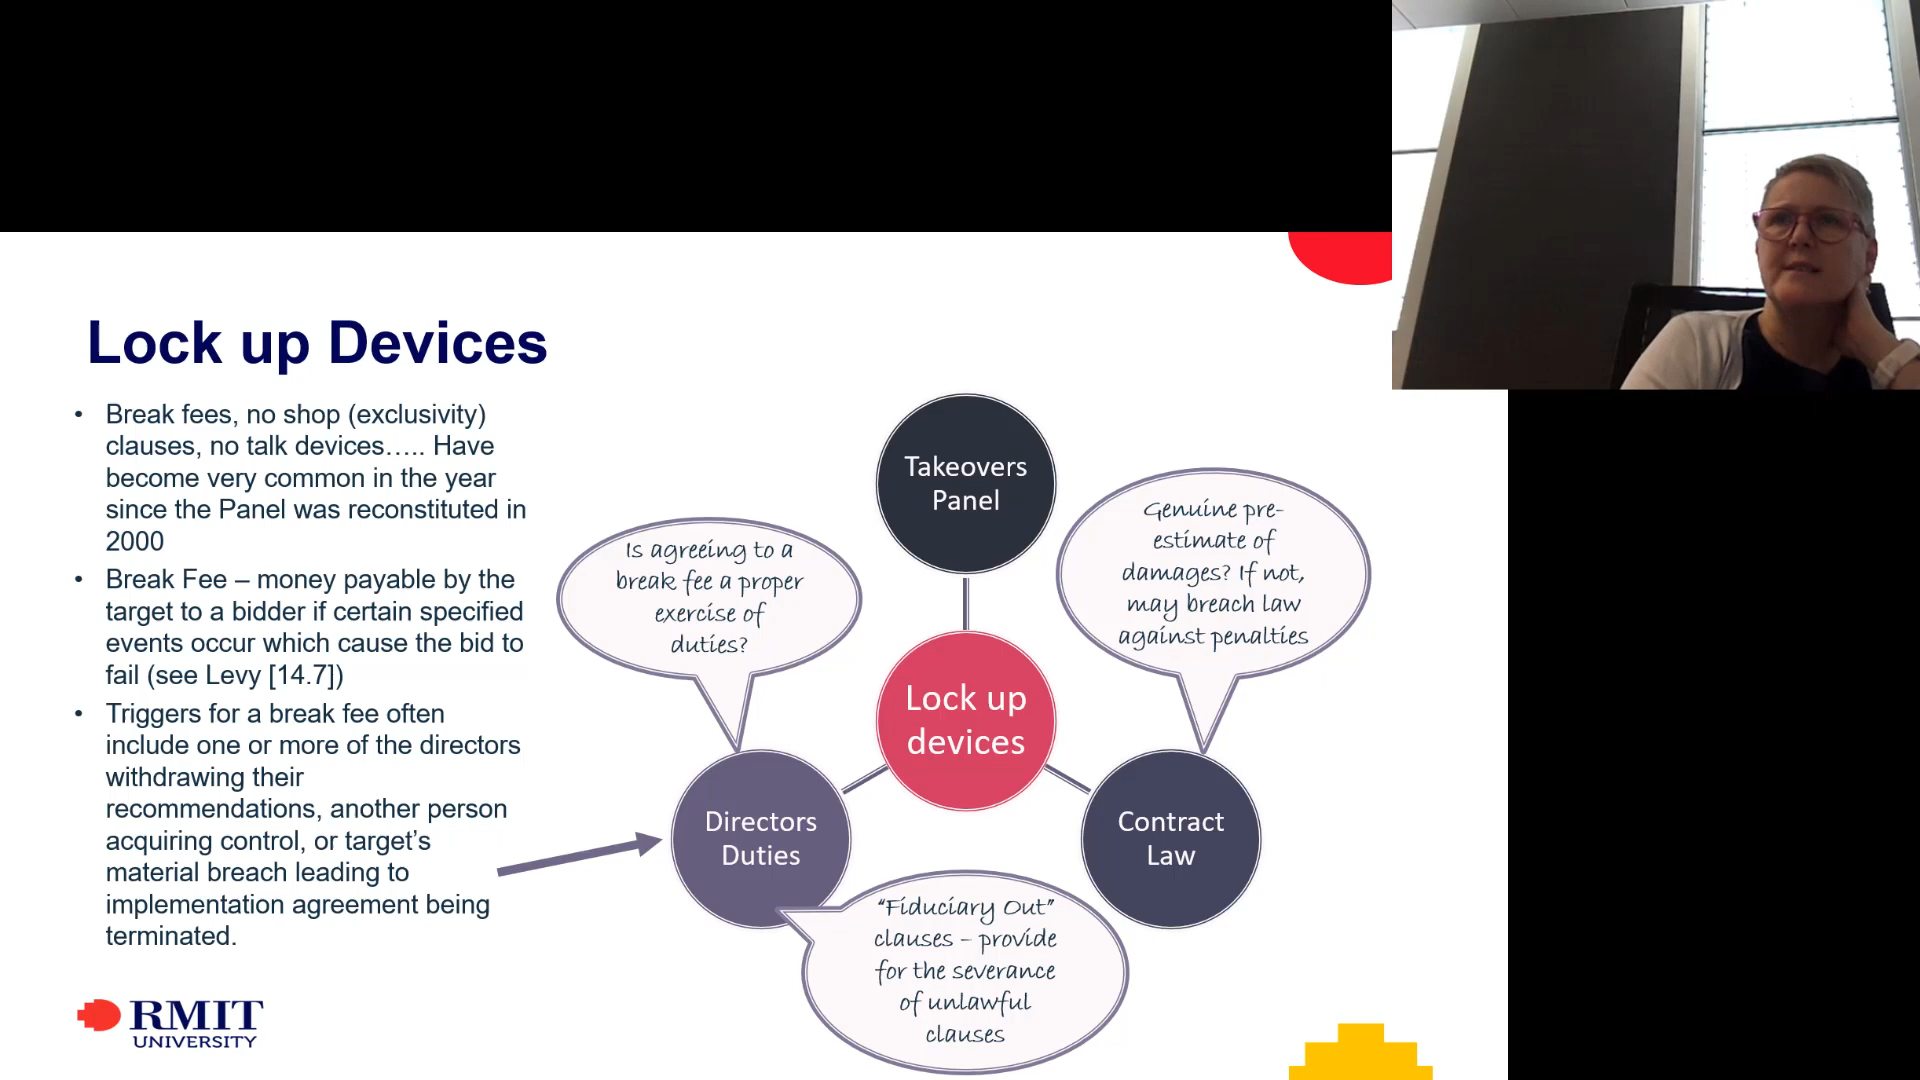 Lock up Devices
• Break fees, no shop (exclusivity)
clauses, no talk devices….. Have
become very common in the year
since the Panel was reconstituted in
2000
• Break Fee – money payable by the
target to a bidder if certain specified
events occur which cause the bid to
fail (see Levy [14.7])
• Triggers for a break fee often
include one or more of the directors
withdrawing their
recommendations, another person
acquiring control, or target’s
material breach leading to
implementation agreement being
terminated.
Takeovers
Panel
Is agreeing to a
break fee a proper
exercise of
duties?
Genuine pre-
estimate of
damages? If not,
may breach law
against penalties
Lock up
devices
Directors
Duties
Contract
Law
“Fiduciary Out”
clauses – provide
for the severance
of unlawful
clauses
RMIT
UNIVERSITY